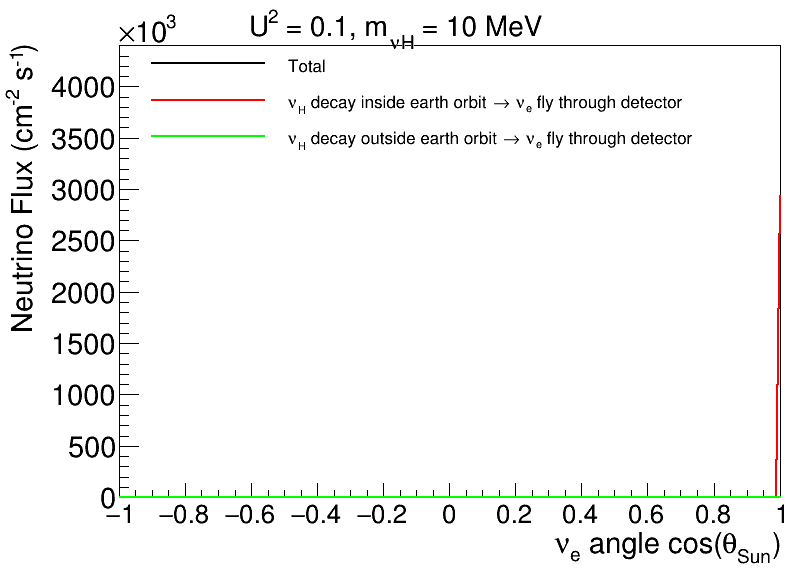 ×10³
U² = 0.1, m_νH = 10 MeV
Total
ν_H decay inside earth orbit → ν_e fly through detector
ν_H decay outside earth orbit → ν_e fly through detector
Neutrino Flux (cm⁻² s⁻¹)
4000
3500
3000
2500
2000
1500
1000
500
0
−1 −0.8 −0.6 −0.4 −0.2 0 0.2 0.4 0.6 0.8 1
ν_e angle cos(θ_Sun)